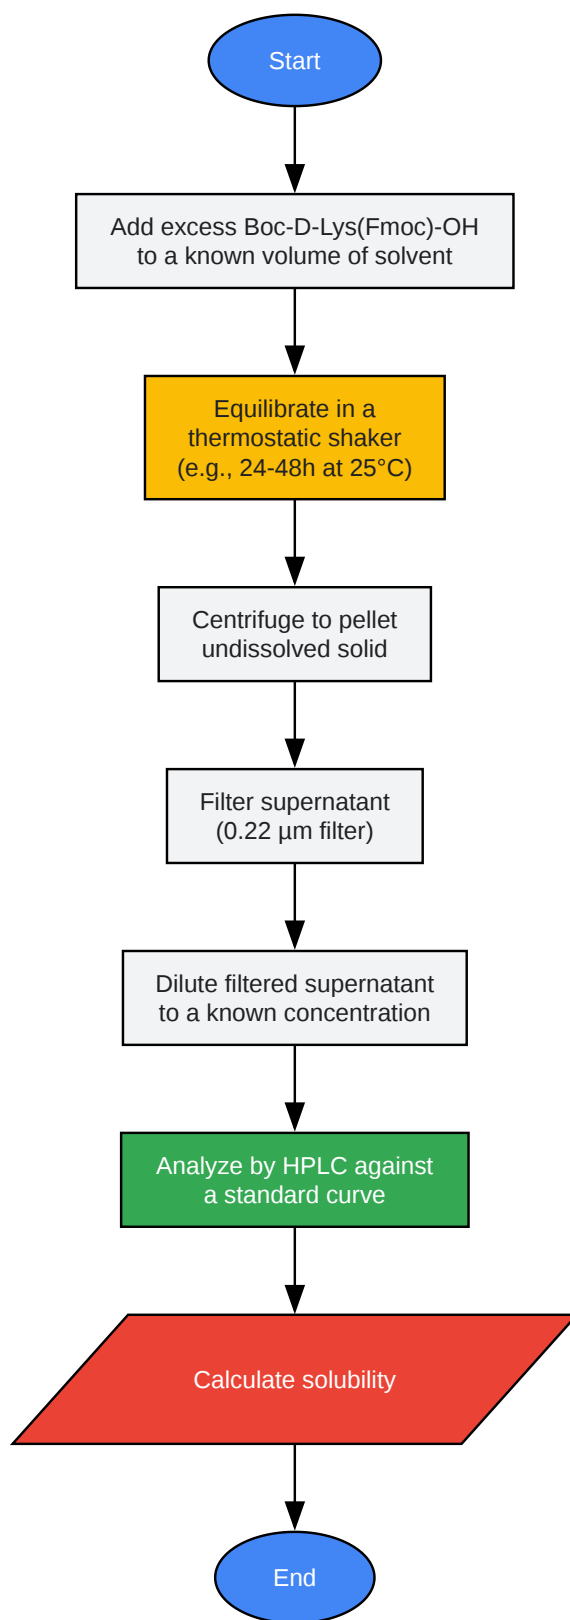 Start
Add excess Boc-D-Lys(Fmoc)-OH
to a known volume of solvent
Equilibrate in a
thermostatic shaker
(e.g., 24-48h at 25°C)
Centrifuge to pellet
undissolved solid
Filter supernatant
(0.22 µm filter)
Dilute filtered supernatant
to a known concentration
Analyze by HPLC against
a standard curve
Calculate solubility
End